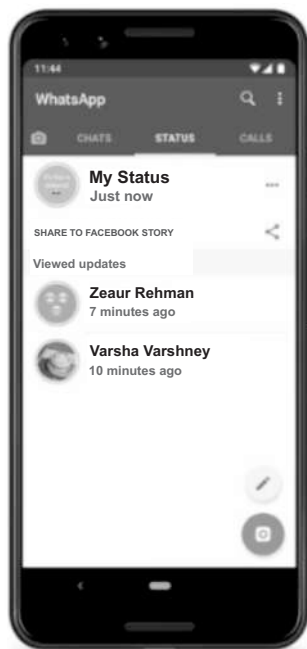 11:44
WhatsApp
CHATS STATUS CALLS
My Status
Just now
SHARE TO FACEBOOK STORY
Viewed updates
Zeaur Rehman
7 minutes ago
Varsha Varshney
10 minutes ago